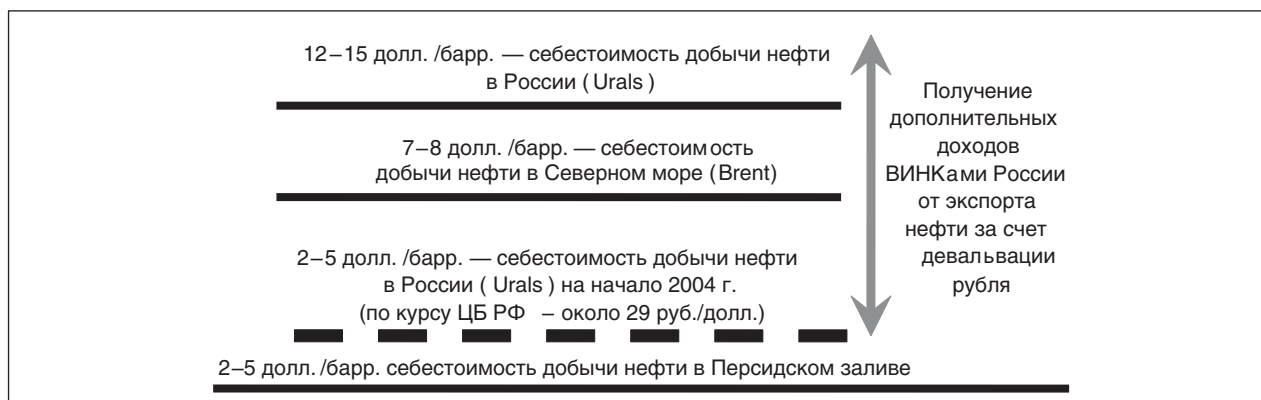 12–15 долл. /барр. — себестоимость добычи нефти
в России ( Urals )
7–8 долл. /барр. — себестоимость
добычи нефти в Северном море (Brent)
2–5 долл. /барр. — себестоимость добычи нефти
в России ( Urals ) на начало 2004 г.
(по курсу ЦБ РФ – около 29 руб./долл.)
2–5 долл. /барр. себестоимость добычи нефти в Персидском заливе
Получение
дополнительных
доходов
ВИНКами России
от экспорта
нефти за счет
девальвации
рубля